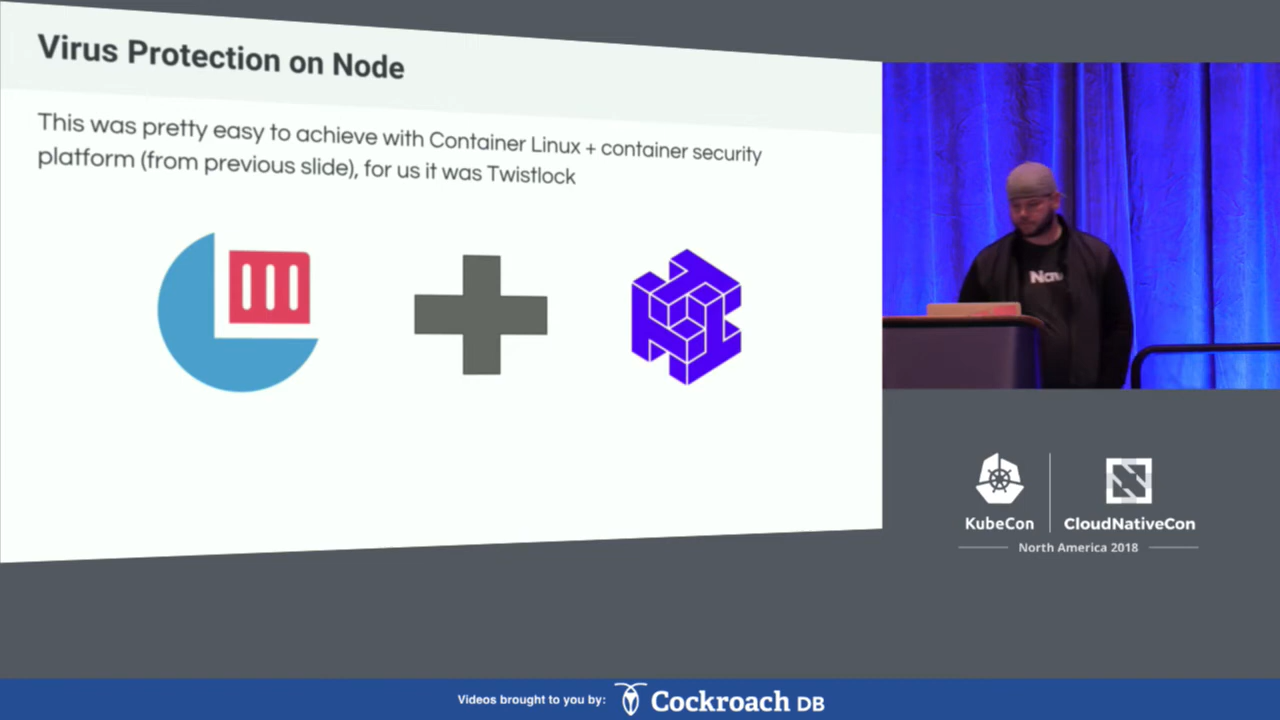 Virus Protection on Node
This was pretty easy to achieve with Container Linux + container security
platform (from previous slide), for us it was Twistlock
KubeCon
CloudNativeCon
North America 2018
Videos brought to you by:
Cockroach DB